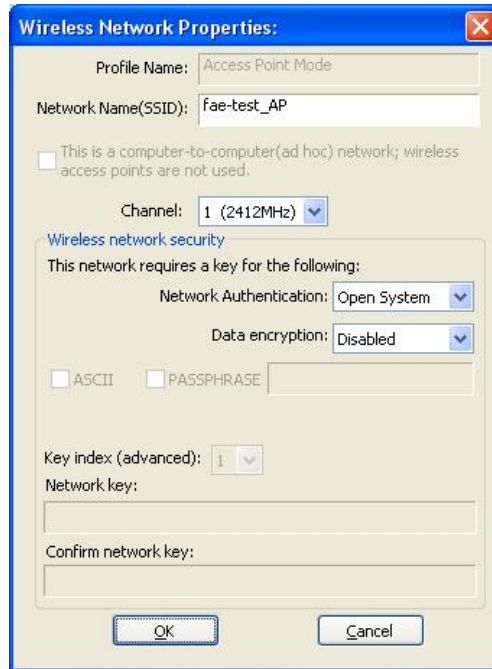 Wireless Network Properties:
Profile Name: Access Point Mode
Network Name(SSID): fae-test_AP
This is a computer-to-computer(ad hoc) network; wireless
access points are not used.
Channel: 1 (2412MHz)
Wireless network security
This network requires a key for the following:
Network Authentication: Open System
Data encryption: Disabled
ASCII PASSPHRASE
Key index (advanced): 1
Network key:
Confirm network key:
OK Cancel